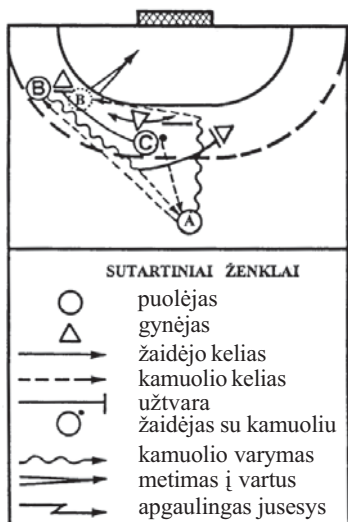 B
B
C
A
SUTARTINIAI ŽENKLAI
puolėjas
gynėjas
žaidėjo kelias
kamuolio kelias
užtvara
žaidėjas su kamuoliu
kamuolio varymas
metimas į vartus
apgaulingas jusesys